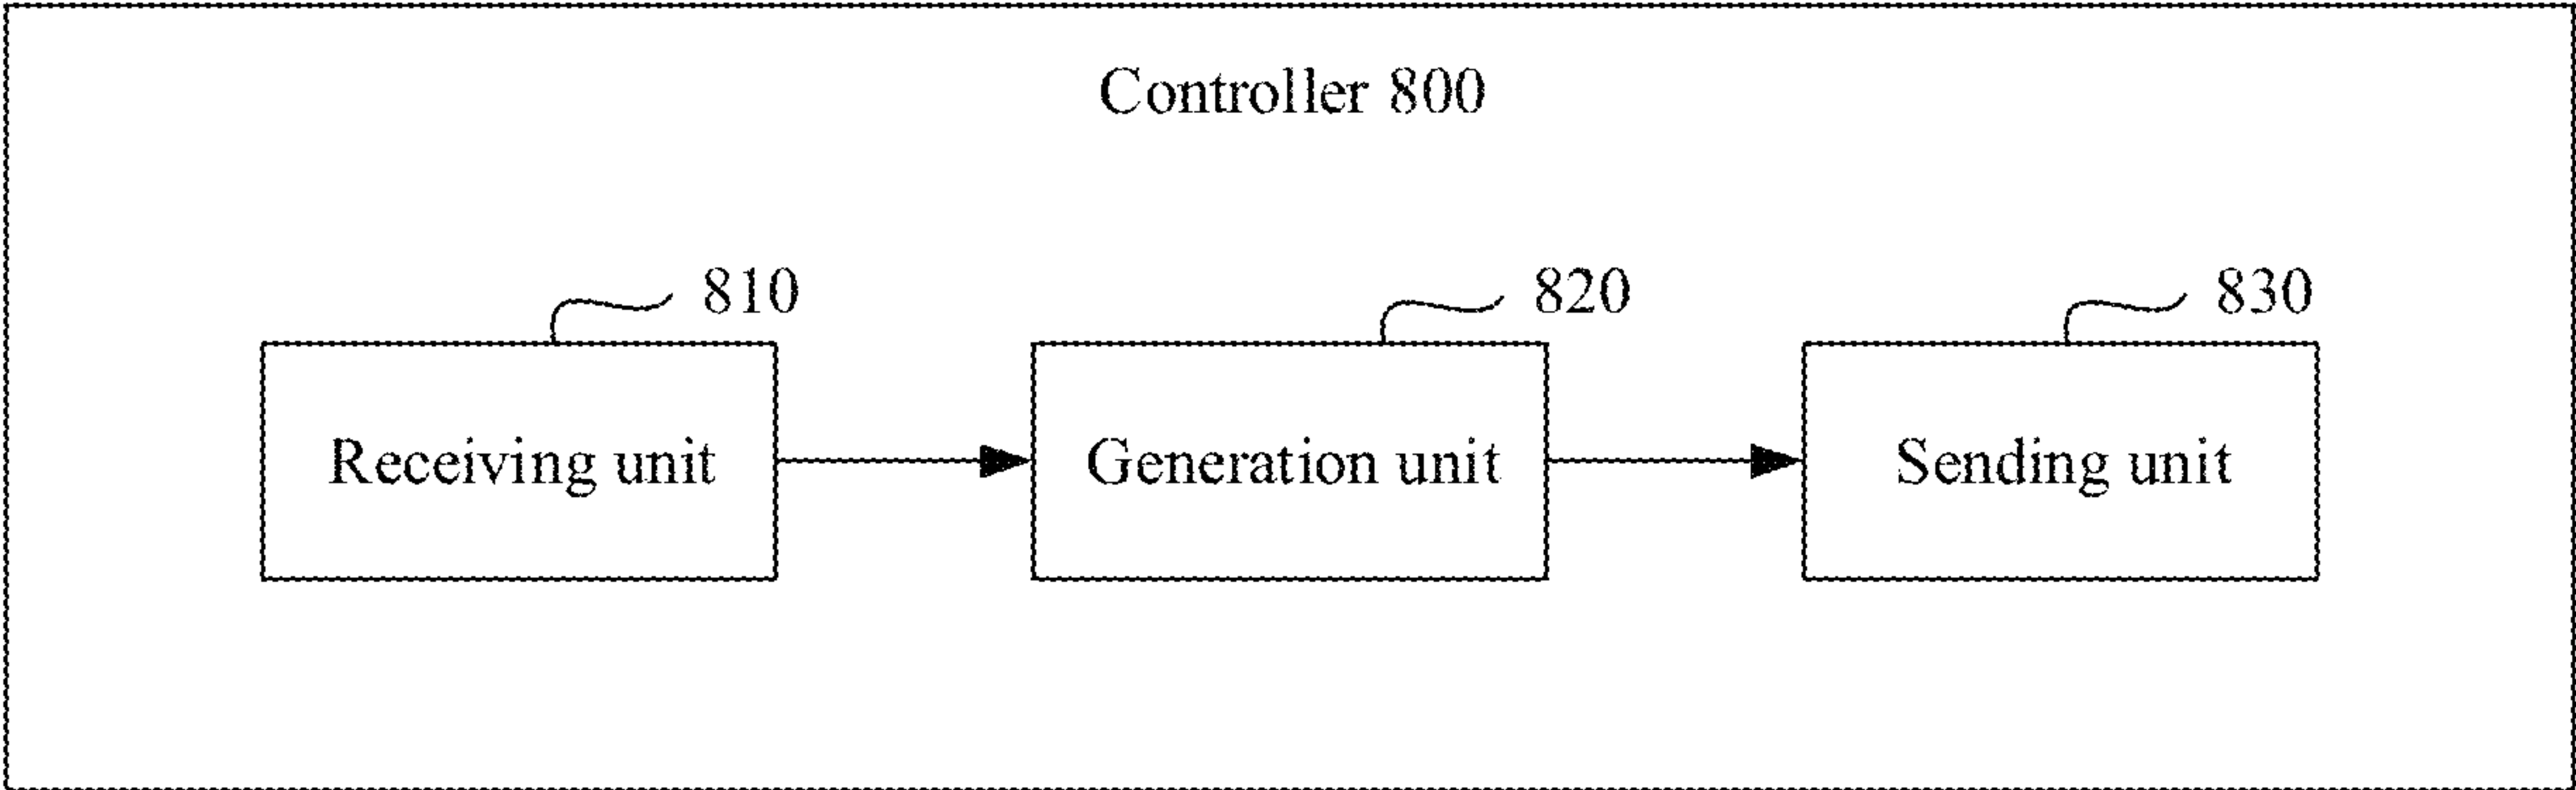 Controller 800
810
820
830
Receiving unit
Generation unit
Sending unit